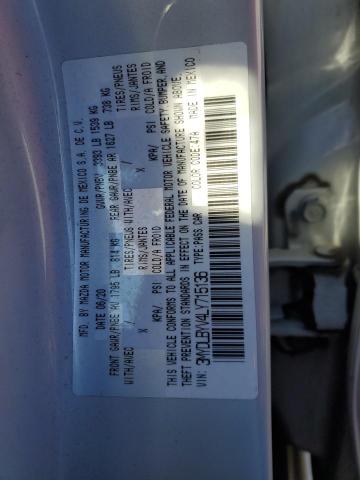 MFD. BY MAZDA MOTOR MANUFACTURING DE MEXICO S.A. DE C.V.
DATE 06/20 GVWR/PNBV 3393 LB 1539 KG
FRONT GAWR/PNBE AV 1795 LB 814 KG REAR GAWR/PNBE AR 1627 LB 738 KG
WITH/AVEC TIRES/PNEUS WITH/AVEC TIRES/PNEUS
X RIMS/JANTES X RIMS/JANTES
KPA/ PSI COLD/A FROID KPA/ PSI COLD/A FROID
THIS VEHICLE CONFORMS TO ALL APPLICABLE FEDERAL MOTOR VEHICLE SAFETY BUMPER, AND
THEFT PREVENTION STANDARDS IN EFFECT ON THE DATE OF MANUFACTURE SHOWN ABOVE.
VIN: TYPE:PASS CAR MADE IN MEXICO
COLOR CODE:47A